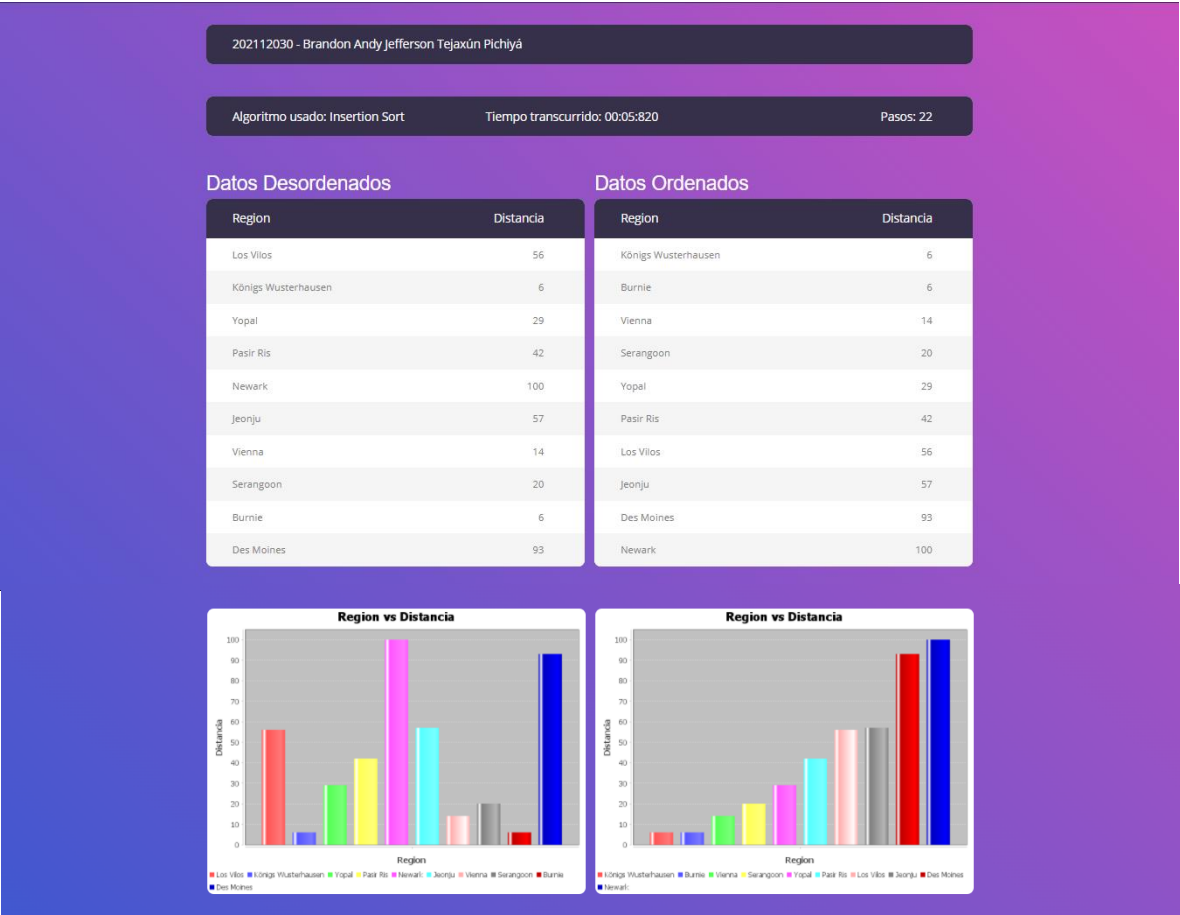 202112030 - Brandon Andy Jefferson Tejaxún Pichiyá
Algoritmo usado: Insertion Sort Tiempo transcurrido: 00:05:820 Pasos: 22
Datos Desordenados
Region Distancia
Los Vilos 56
Königs Wusterhausen 6
Yopal 29
Pasir Ris 42
Newark 100
Jeonju 57
Vienna 14
Serangoon 20
Burnie 6
Des Moines 93
Datos Ordenados
Region Distancia
Königs Wusterhausen 6
Burnie 6
Vienna 14
Serangoon 20
Yopal 29
Pasir Ris 42
Los Vilos 56
Jeonju 57
Des Moines 93
Newark 100
Region vs Distancia
Distancia
100
90
80
70
60
50
40
30
20
10
0
Region
Los Vilos Königs Wusterhausen Yopal Pasir Ris Newark Jeonju Vienna Serangoon Burnie
Des Moines
Region vs Distancia
Distancia
100
90
80
70
60
50
40
30
20
10
0
Region
Königs Wusterhausen Burnie Vienna Serangoon Yopal Pasir Ris Los Vilos Jeonju Des Moines
Newark